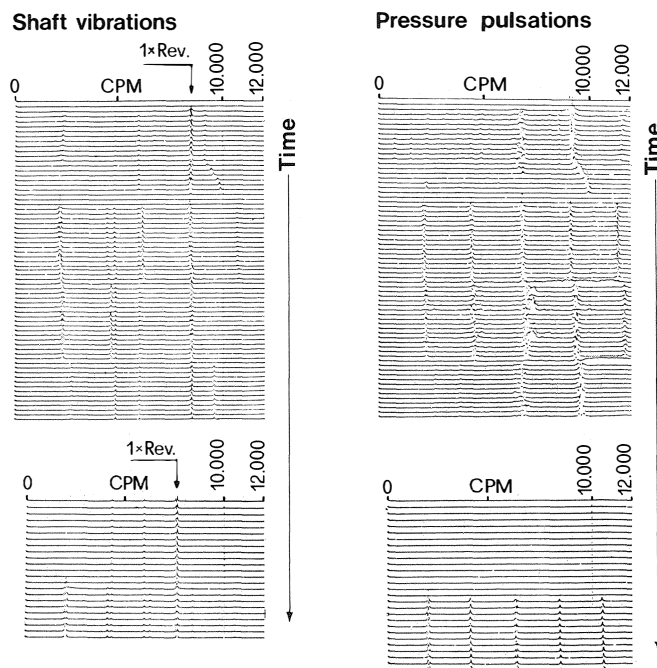 Shaft vibrations
1×Rev.
0 CPM 10.000 12.000
Time
Pressure pulsations
0 CPM 10.000 12.000
Time
1×Rev.
0 CPM 10.000 12.000
0 CPM 10.000 12.000